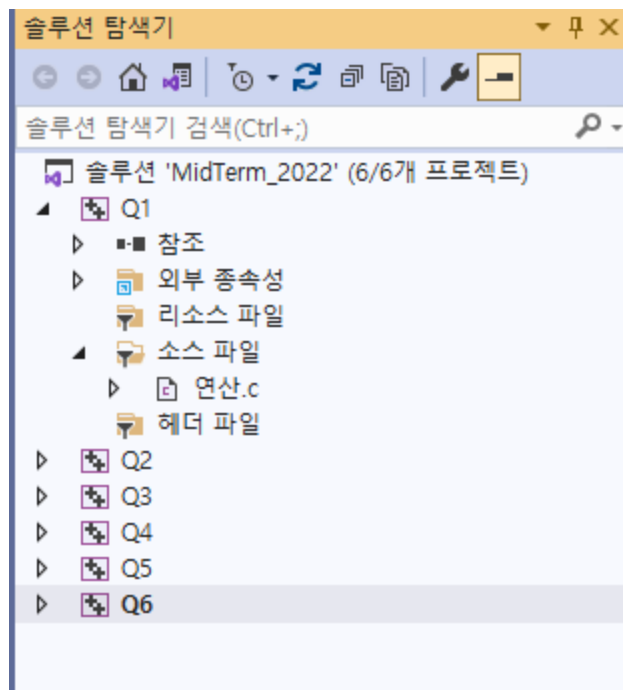 솔루션 탐색기
솔루션 탐색기 검색(Ctrl+;)
솔루션 'MidTerm_2022' (6/6개 프로젝트)
Q1
참조
외부 종속성
리소스 파일
소스 파일
연산.c
헤더 파일
Q2
Q3
Q4
Q5
Q6